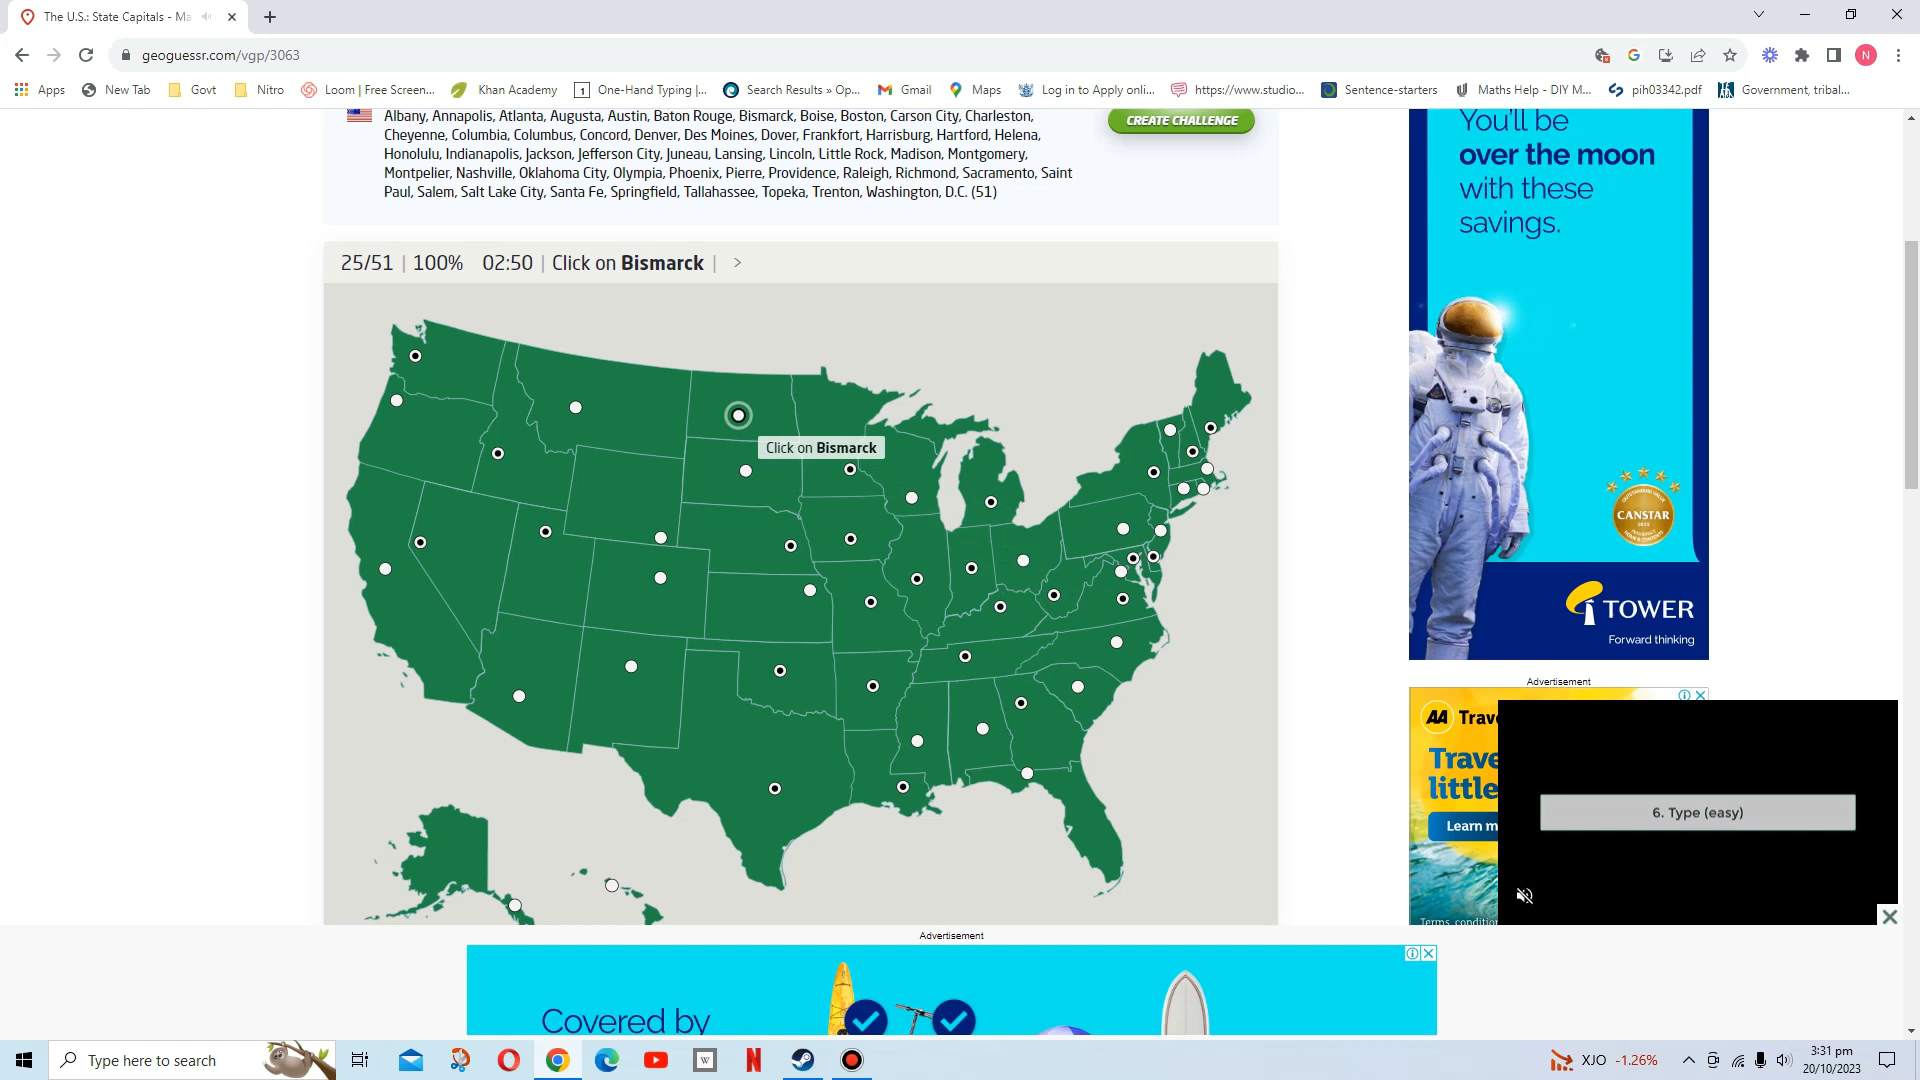 The U.S.: State Capitals - Ma
geoguessr.com/vgp/3063
N
Apps
New Tab
Govt
Nitro
Loom | Free Screen...
Khan Academy
1
One-Hand Typing |...
Search Results » Op...
Gmail
Maps
Log in to Apply onli...
https://www.studio...
Sentence-starters
Maths Help - DIY M...
pih03342.pdf
Government, tribal...
Albany, Annapolis, Atlanta, Augusta, Austin, Baton Rouge, Bismarck, Boise, Boston, Carson City, Charleston,
Cheyenne, Columbia, Columbus, Concord, Denver, Des Moines, Dover, Frankfort, Harrisburg, Hartford, Helena,
Honolulu, Indianapolis, Jackson, Jefferson City, Juneau, Lansing, Lincoln, Little Rock, Madison, Montgomery,
Montpelier, Nashville, Oklahoma City, Olympia, Phoenix, Pierre, Providence, Raleigh, Richmond, Sacramento, Saint
Paul, Salem, Salt Lake City, Santa Fe, Springfield, Tallahassee, Topeka, Trenton, Washington, D.C. (51)
CREATE CHALLENGE
25/51 | 100% 02:50 | Click on Bismarck | >
Click on Bismarck
You'll be
over the moon
with these
savings.
CANSTAR
TOWER
Forward thinking
Advertisement
AA Trave
Trave
little
Learn m
Terms, condition
6. Type (easy)
Advertisement
Covered by
Type here to search
W
N
XJO -1.26%
3:31 pm
20/10/2023